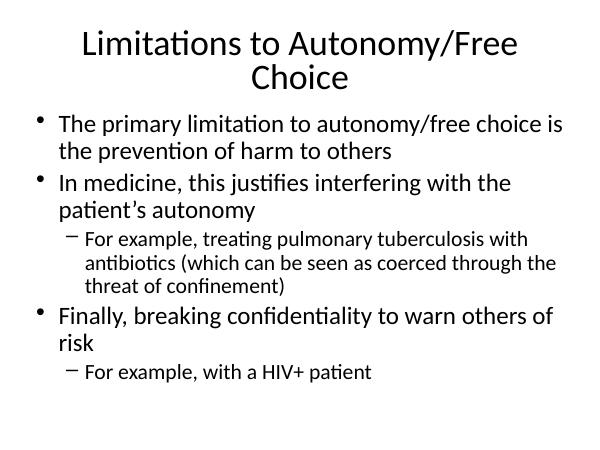 Limitations to Autonomy/Free
Choice
• The primary limitation to autonomy/free choice is
the prevention of harm to others
• In medicine, this justifies interfering with the
patient’s autonomy
– For example, treating pulmonary tuberculosis with
antibiotics (which can be seen as coerced through the
threat of confinement)
• Finally, breaking confidentiality to warn others of
risk
– For example, with a HIV+ patient